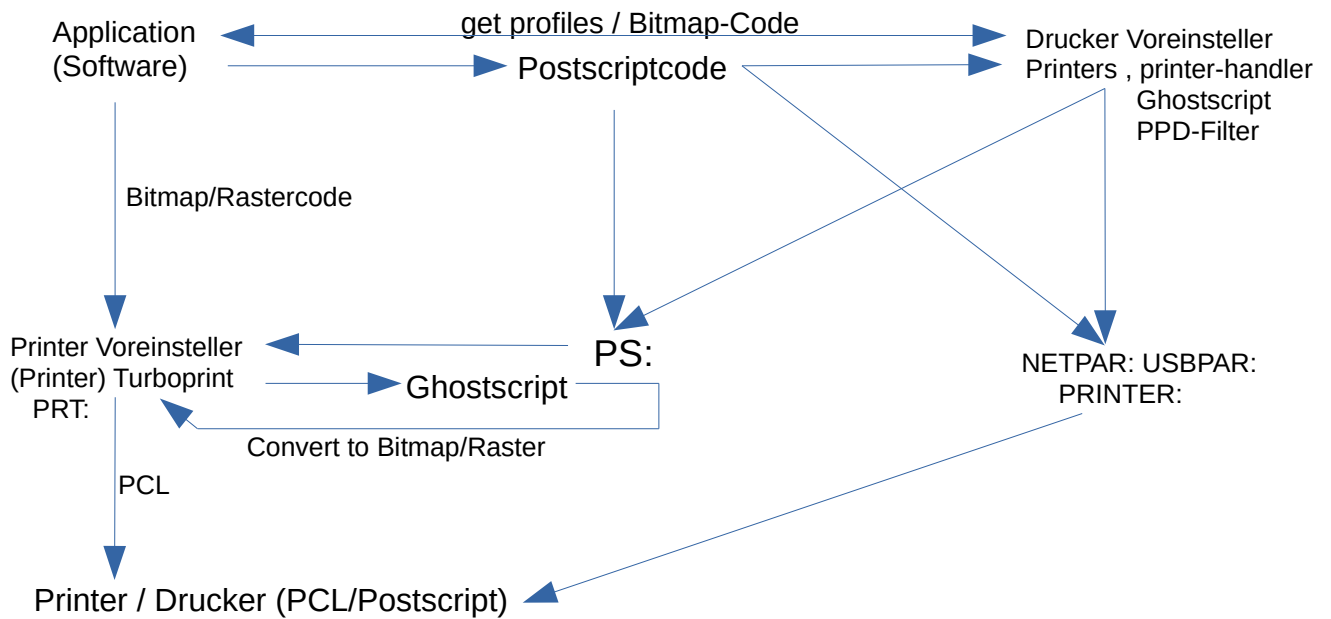 get profiles / Bitmap-Code
Application
(Software)
Postscriptcode
Drucker Voreinsteller
Printers , printer-handler
Ghostscript
PPD-Filter
Bitmap/Rastercode
Printer Voreinsteller
(Printer) Turboprint
PRT:
PS:
Ghostscript
NETPAR: USBPAR:
PRINTER:
Convert to Bitmap/Raster
PCL
Printer / Drucker (PCL/Postscript)